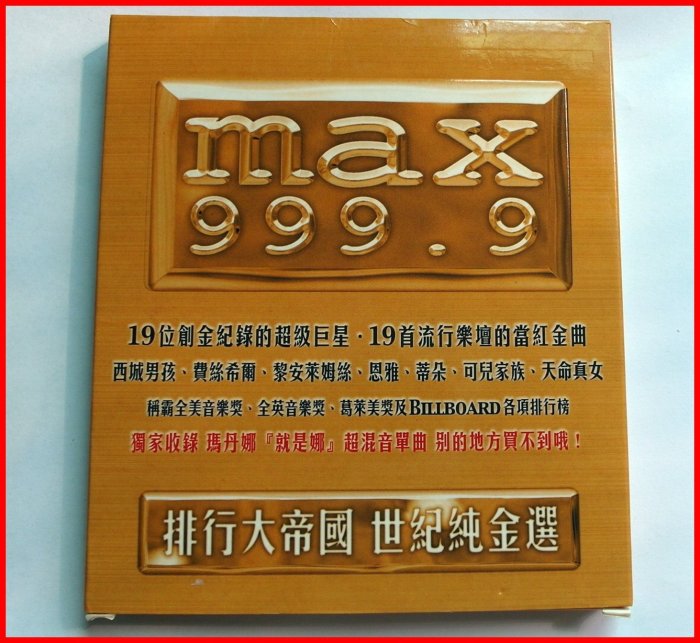 max
999.9
19位創金紀錄的超級巨星·19首流行樂壇的當紅金曲
西城男孩、費絲希爾、黎安萊姆絲、恩雅、蒂朵、可兒家族、天命真女
稱霸全美音樂獎、全英音樂獎、葛萊美獎及BILLBOARD各項排行榜
獨家收錄 瑪丹娜『就是娜』超混音單曲 別的地方買不到哦！
排行大帝國 世紀純金選